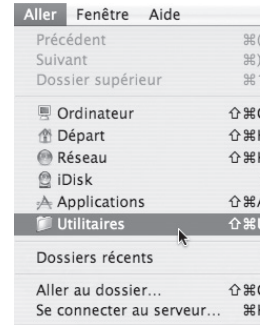 Aller Fenêtre Aide
Précédent ⌘(
Suivant ⌘)
Dossier supérieur ⌘
Ordinateur ⇧⌘
Départ ⇧⌘
Réseau ⇧⌘
iDisk
Applications ⇧⌘
Utilitaires ⇧⌘
Dossiers récents
Aller au dossier... ⇧⌘
Se connecter au serveur... ⌘